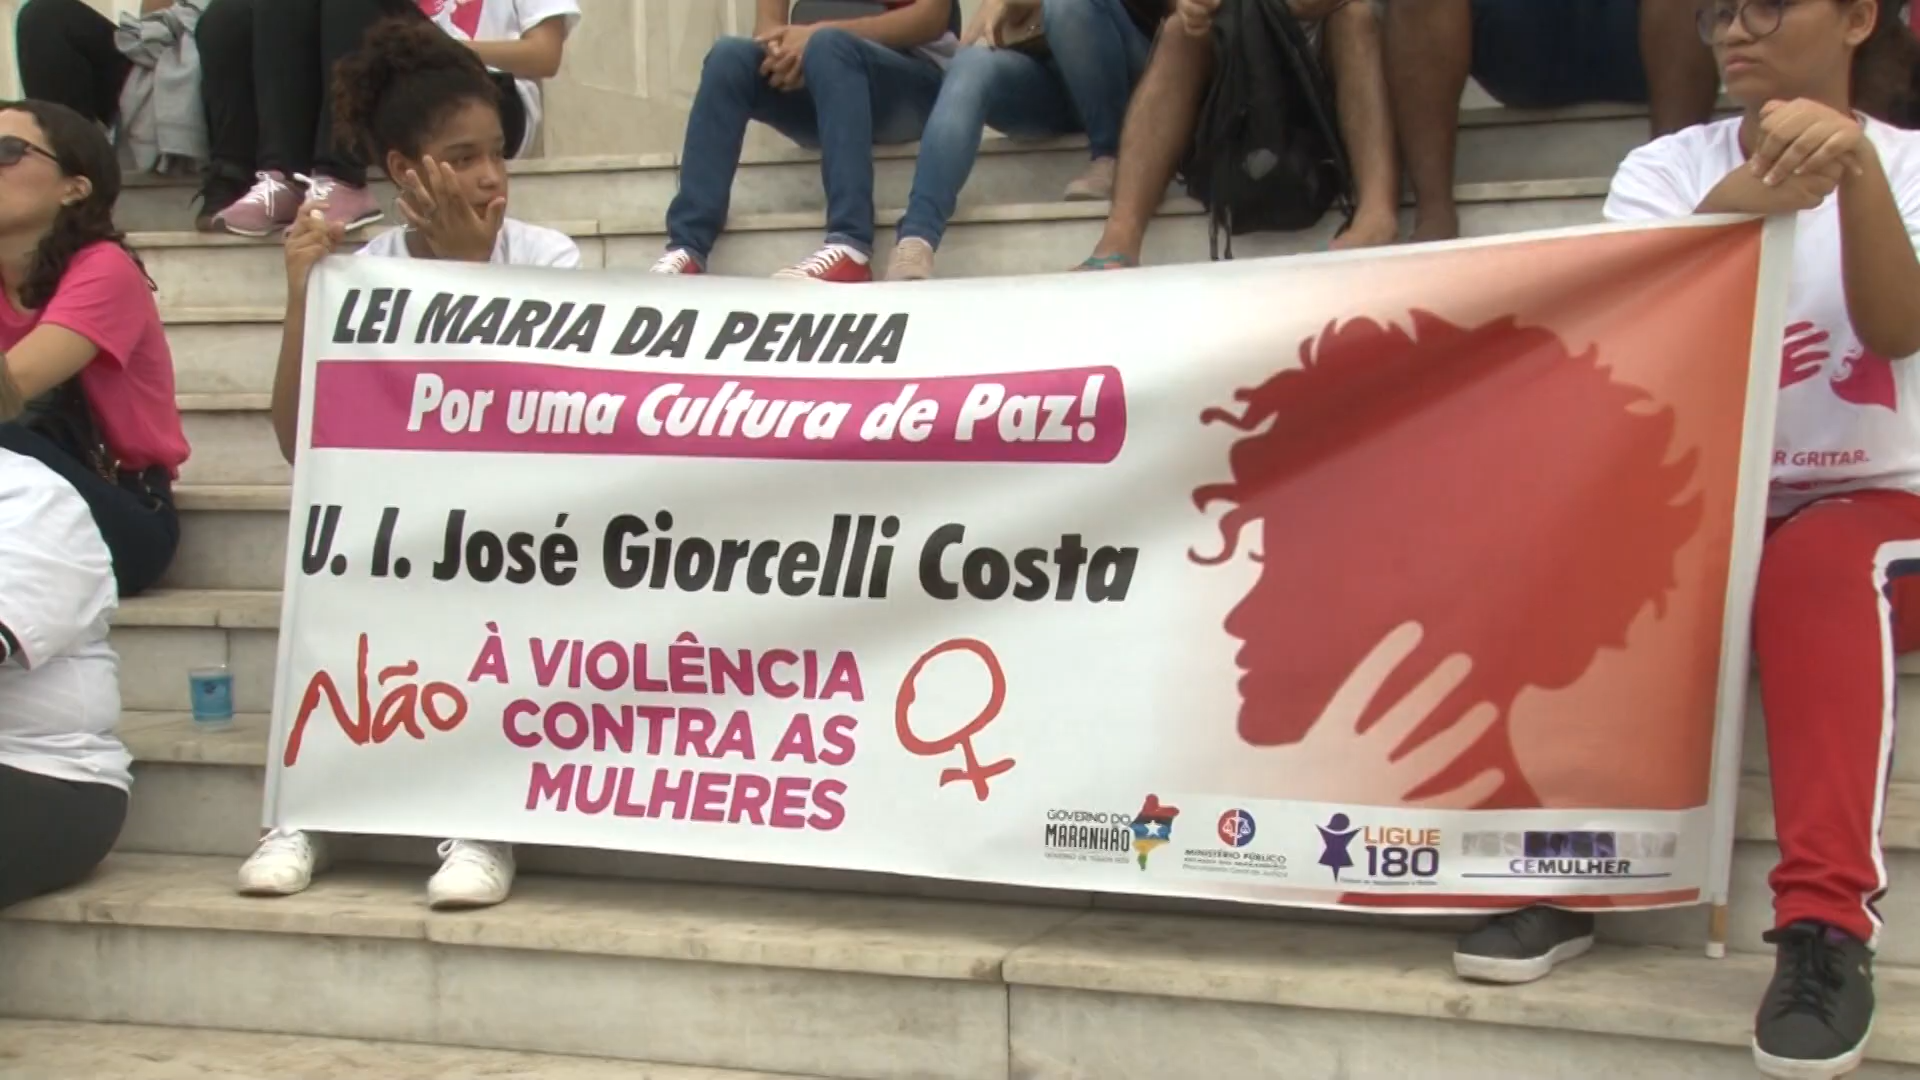 LEI MARIA DA PENHA
Por uma Cultura de Paz!
U. I. José Giorcelli Costa
Não À VIOLÊNCIA
CONTRA AS
MULHERES
GOVERNO DO
MARANHÃO
MINISTÉRIO PÚBLICO
LIGUE
180
CEMULHER
R GRITAR.